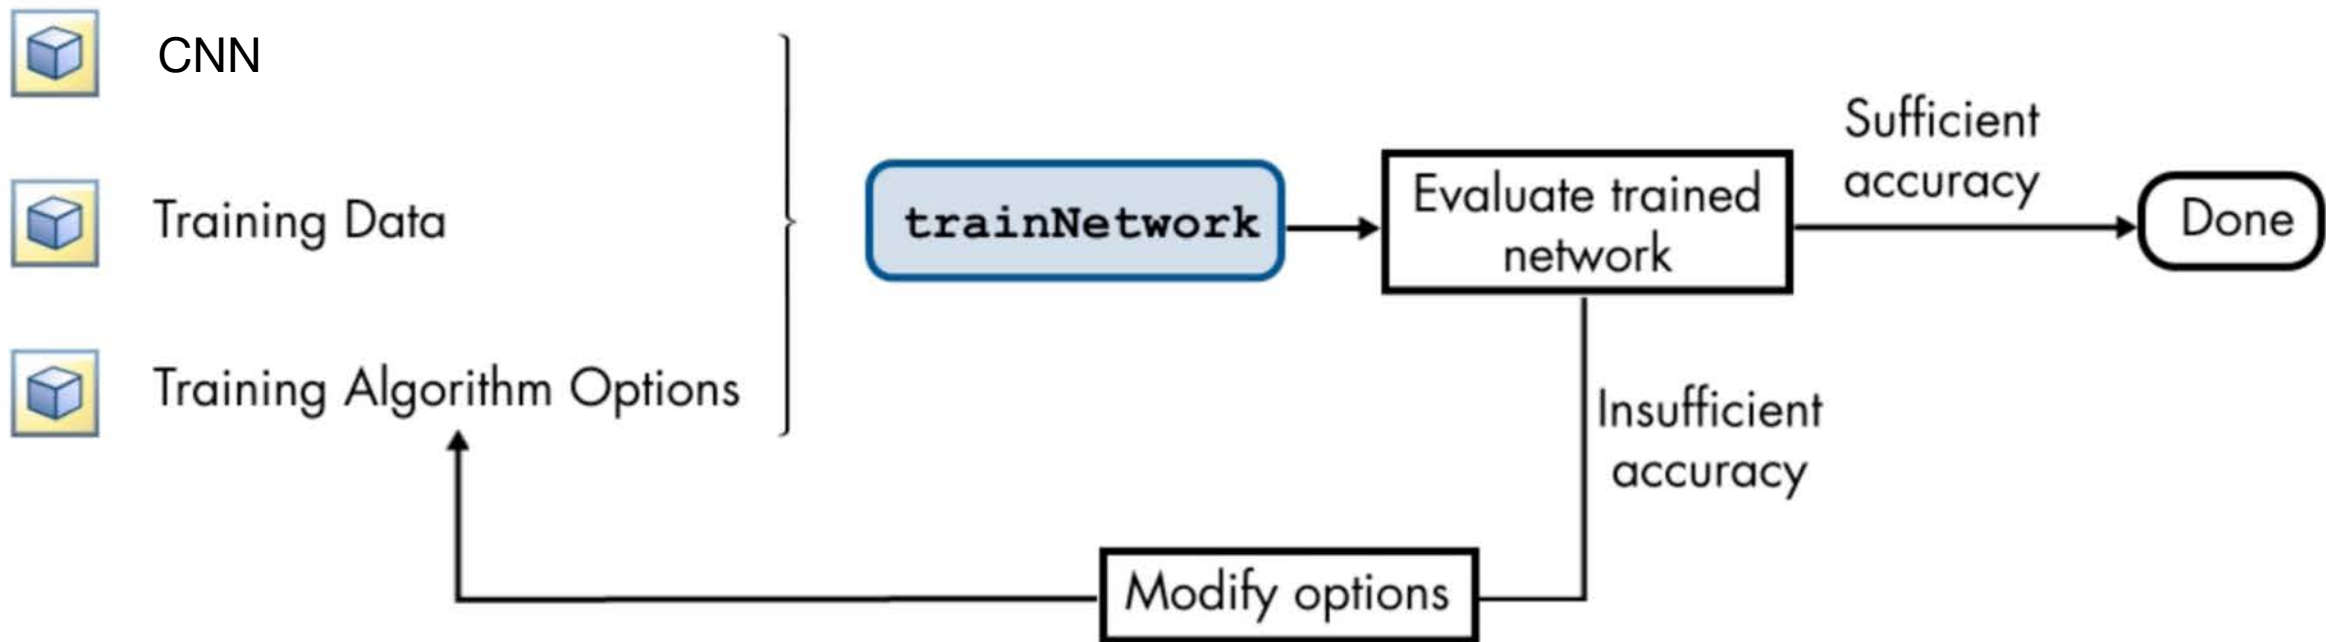 CNN
Training Data
Training Algorithm Options
trainNetwork
Evaluate trained
network
Sufficient
accuracy
Done
Insufficient
accuracy
Modify options